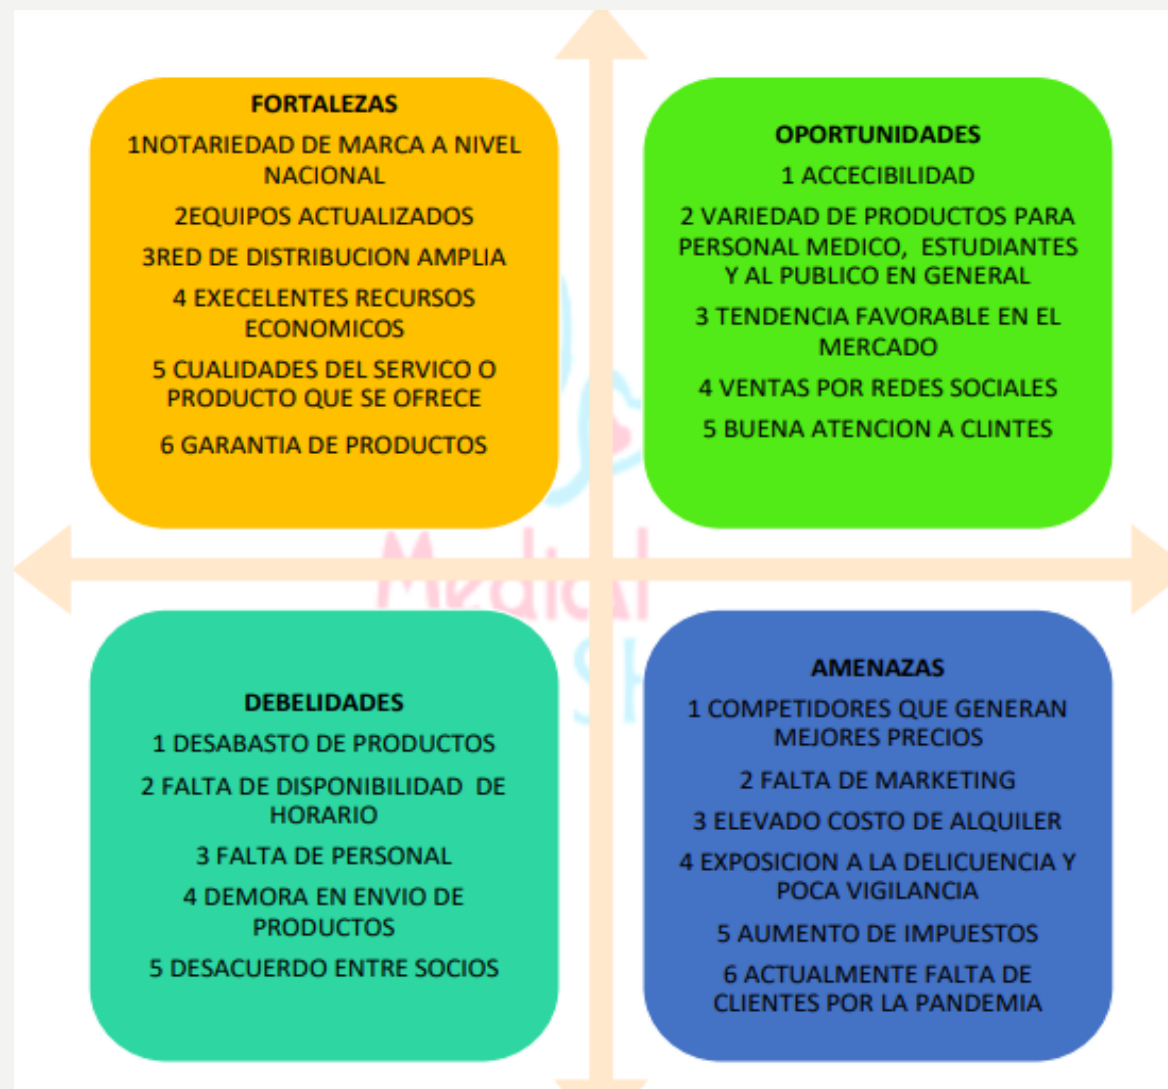 FORTALEZAS
1NOTARIEDAD DE MARCA A NIVEL
NACIONAL
2EQUIPOS ACTUALIZADOS
3RED DE DISTRIBUCION AMPLIA
4 EXECELENTES RECURSOS
ECONOMICOS
5 CUALIDADES DEL SERVICO O
PRODUCTO QUE SE OFRECE
6 GARANTIA DE PRODUCTOS
OPORTUNIDADES
1 ACCECIBILIDAD
2 VARIEDAD DE PRODUCTOS PARA
PERSONAL MEDICO, ESTUDIANTES
Y AL PUBLICO EN GENERAL
3 TENDENCIA FAVORABLE EN EL
MERCADO
4 VENTAS POR REDES SOCIALES
5 BUENA ATENCION A CLINTES
Medical
SH
DEBELIDADES
1 DESABASTO DE PRODUCTOS
2 FALTA DE DISPONIBILIDAD DE
HORARIO
3 FALTA DE PERSONAL
4 DEMORA EN ENVIO DE
PRODUCTOS
5 DESACUERDO ENTRE SOCIOS
AMENAZAS
1 COMPETIDORES QUE GENERAN
MEJORES PRECIOS
2 FALTA DE MARKETING
3 ELEVADO COSTO DE ALQUILER
4 EXPOSICION A LA DELICUENCIA Y
POCA VIGILANCIA
5 AUMENTO DE IMPUESTOS
6 ACTUALMENTE FALTA DE
CLIENTES POR LA PANDEMIA